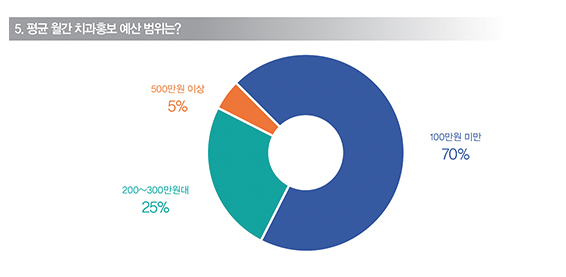 5. 평균 월간 치과홍보 예산 범위는?
500만원 이상
5%
100만원 미만
70%
200~300만원대
25%